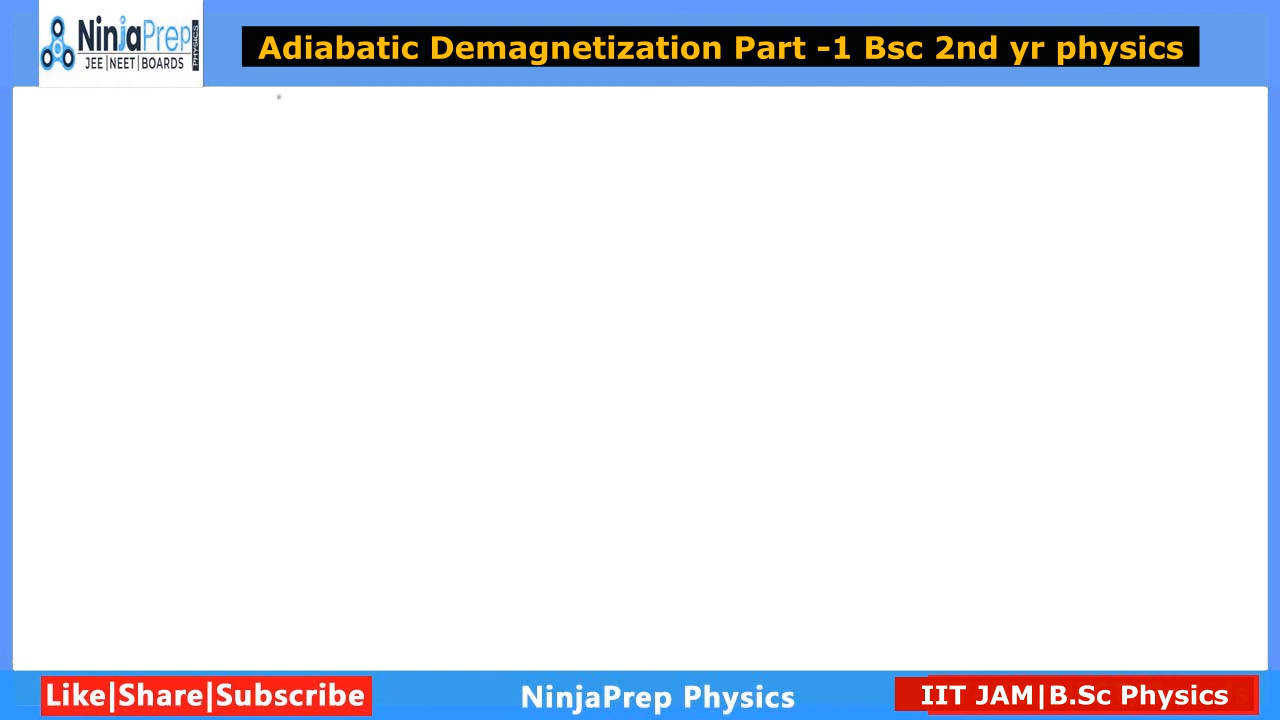 NinjaPrep
JEE|NEET|BOARDS
PHYSICS
Adiabatic Demagnetization Part -1 Bsc 2nd yr physics
Like|Share|Subscribe
NinjaPrep Physics
IIT JAM|B.Sc Physics